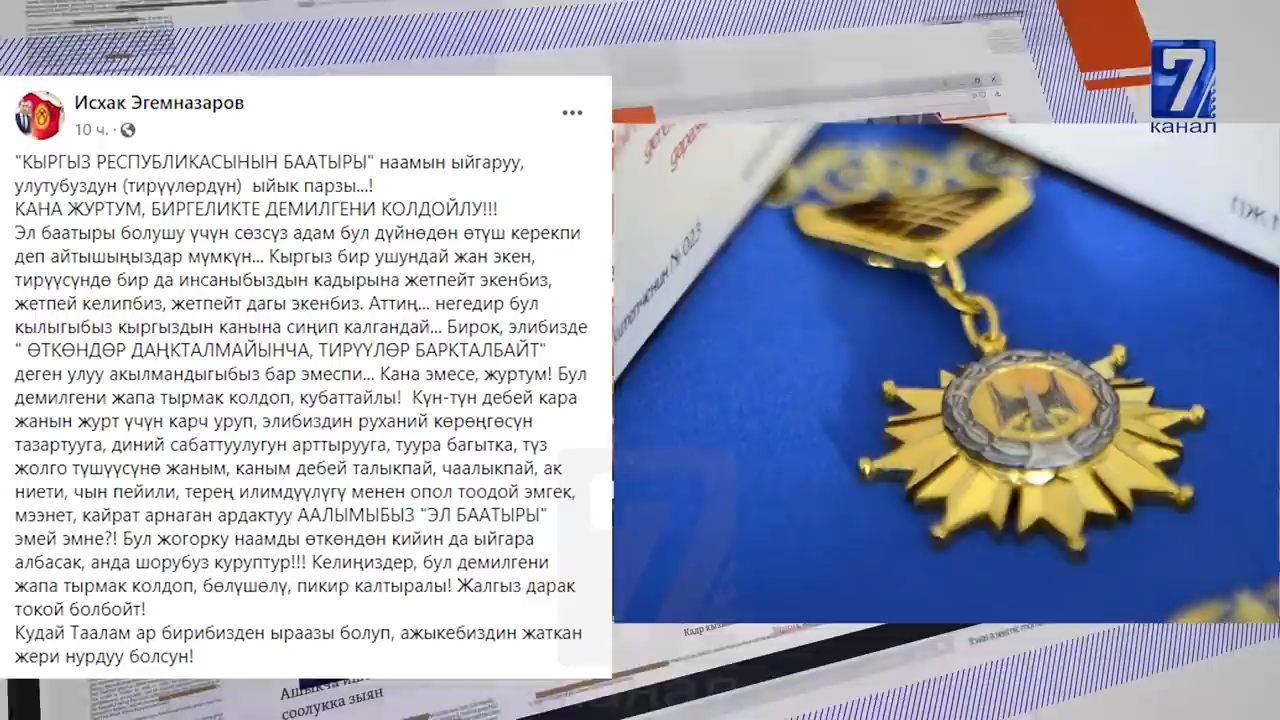 Исхак Эгемназаров
10 ч.
"КЫРГЫЗ РЕСПУБЛИКАСЫНЫН БААТЫРЫ" наамын ыйгаруу,
улутубуздун (тирүүлөрдүн) ыйык парзы...!
КАНА ЖУРТУМ, БИРГЕЛИКТЕ ДЕМИЛГЕНИ КОЛДОЙЛУ!!!
Эл баатыры болушу үчүн сөзсүз адам бул дүйнөдөн өтүш керекпи
деп айтышыңыздар мүмкүн... Кыргыз бир ушундай жан экен,
тирүүсүндө бир да инсаныбыздын кадырына жетпейт экенбиз,
жетпей келипбиз, жетпейт дагы экенбиз. Аттиң... негедир бул
кылыгыбыз кыргыздын канына сиңип калгандай... Бирок, элибизде
" ӨТКӨНДӨР ДАҢКТАЛМАЙЫНЧА, ТИРҮҮЛӨР БАРКТАЛБАЙТ"
деген улуу акылмандыгыбыз бар эмеспи... Кана эмесе, журтум! Бул
демилгени жапа тырмак колдоп, кубаттайлы! Күн-түн дебей кара
жанын журт үчүн карч уруп, элибиздин руханий көрөңгөсүн
тазартууга, диний сабаттуулугун арттырууга, туура багытка, түз
жолго түшүүсүнө жаным, каным дебей талыкпай, чаалыкпай, ак
ниети, чын пейили, терең илимдүүлүгү менен опол тоодой эмгек,
мээнет, кайрат арнаган ардактуу ААЛЫМЫБЫЗ "ЭЛ БААТЫРЫ"
эмей эмне?! Бул жогорку наамды өткөндөн кийин да ыйгара
албасак, анда шорубуз куруптур!!! Келиңиздер, бул демилгени
жапа тырмак колдоп, бөлүшөлү, пикир калтыралы! Жалгыз дарак
токой болбойт!
Кудай Таалам ар бирибизден ыраазы болуп, ажыкебиздин жаткан
жери нурдуу болсун!
7
канал
№ 023
соолукка зыян